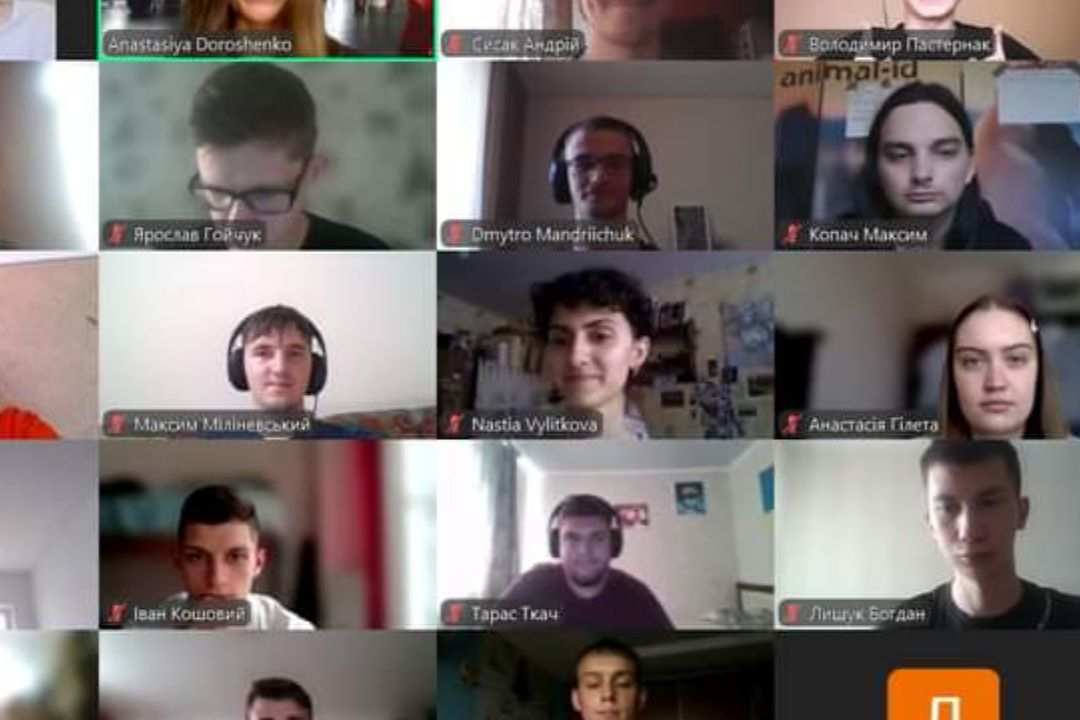 Anastasiya Doroshenko
Сисак Андрій
Володимир Пастернак
animal-id
Ярослав Гойчук
Dmytro Mandriichuk
Копач Максим
Максим Міліневський
Nastia Vylitkova
Анастасія Гілета
Іван Кошовий
Тарас Ткач
Лишук Богдан